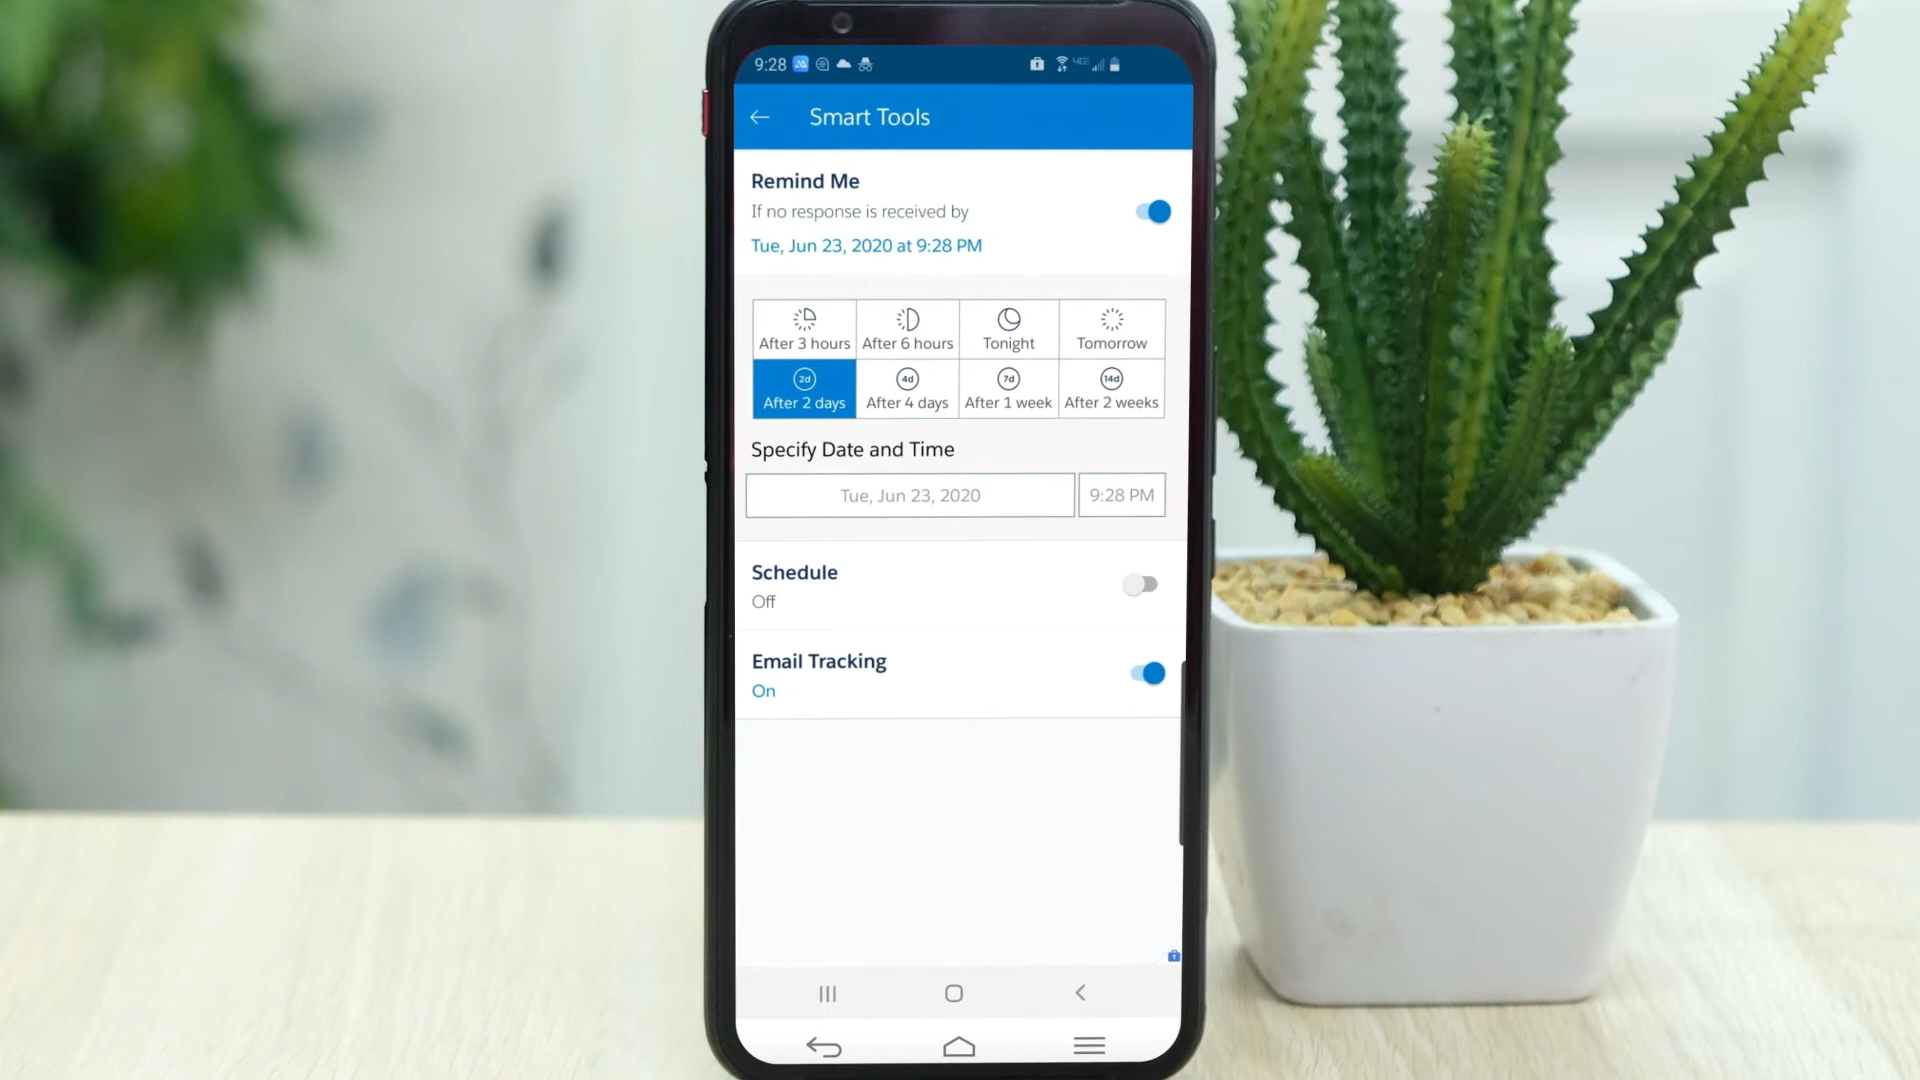 9:28
Smart Tools
Remind Me
If no response is received by
Tue, Jun 23, 2020 at 9:28 PM
After 3 hours After 6 hours Tonight Tomorrow
2d 4d 7d 14d
After 2 days After 4 days After 1 week After 2 weeks
Specify Date and Time
Tue, Jun 23, 2020 9:28 PM
Schedule
Off
Email Tracking
On